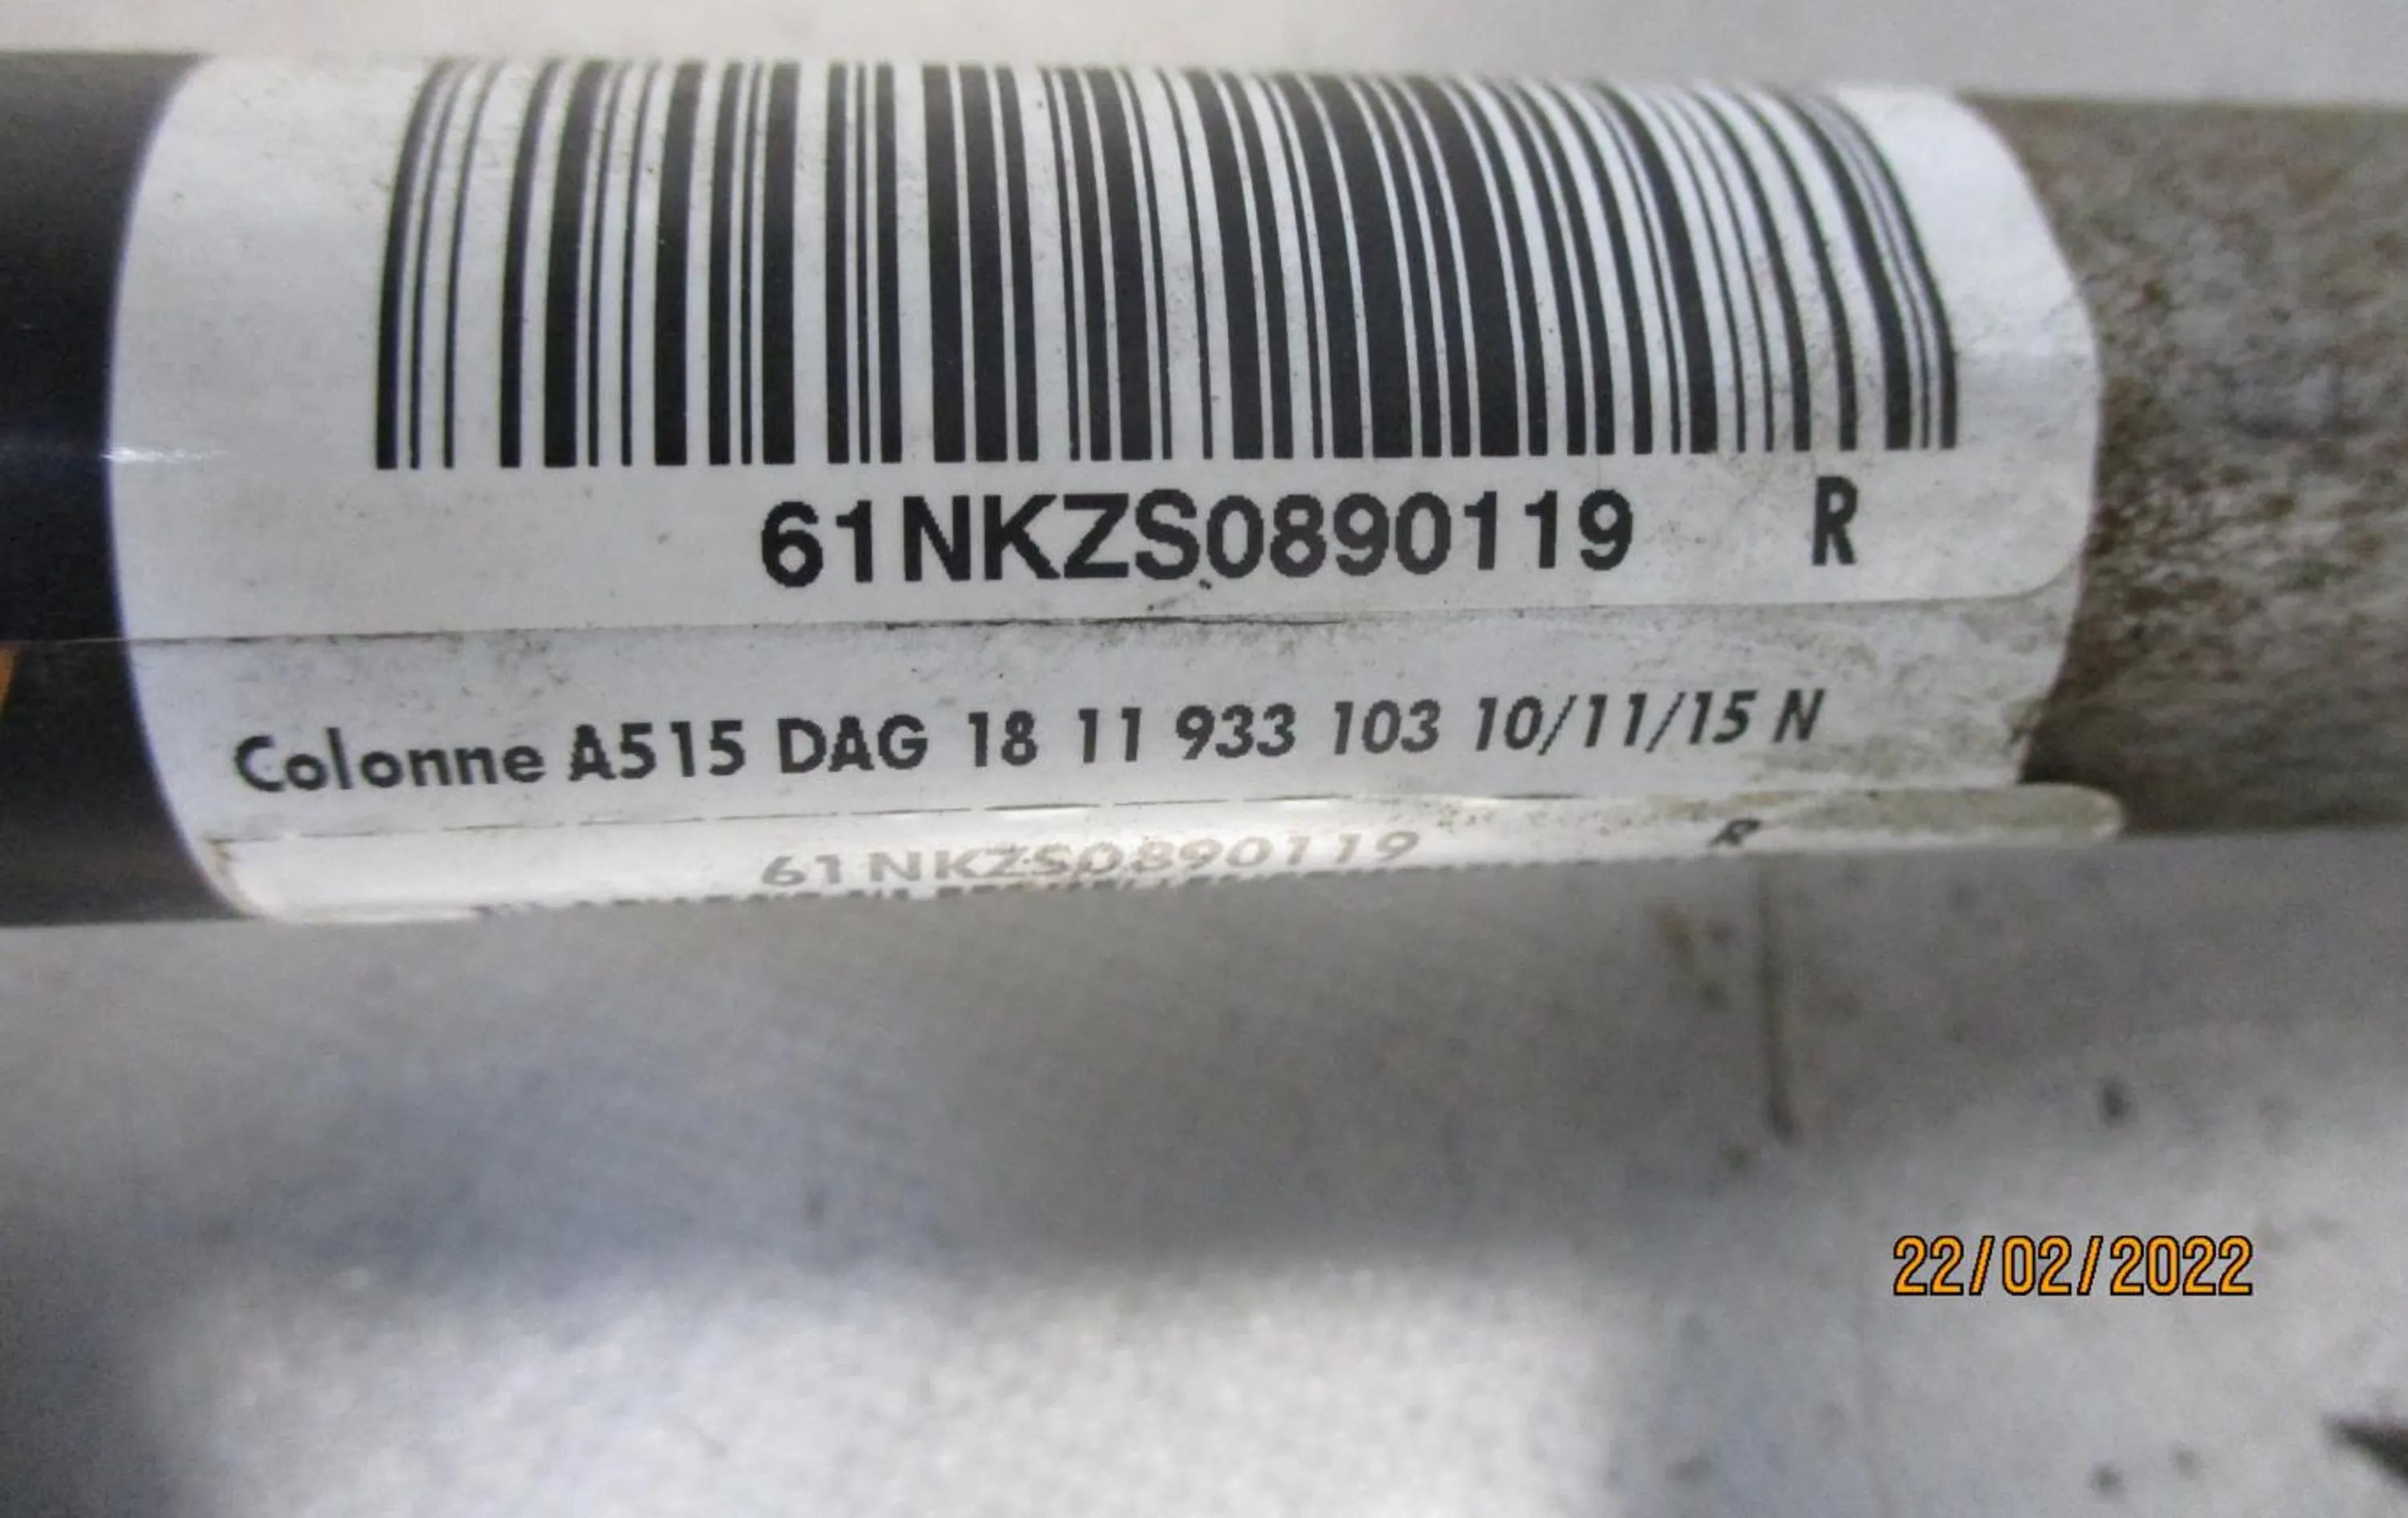 61NKZS0890119 R
Colonne A515 DAG 18 11 933 103 10/11/15 N
61NKZS0890119 R
22/02/2022